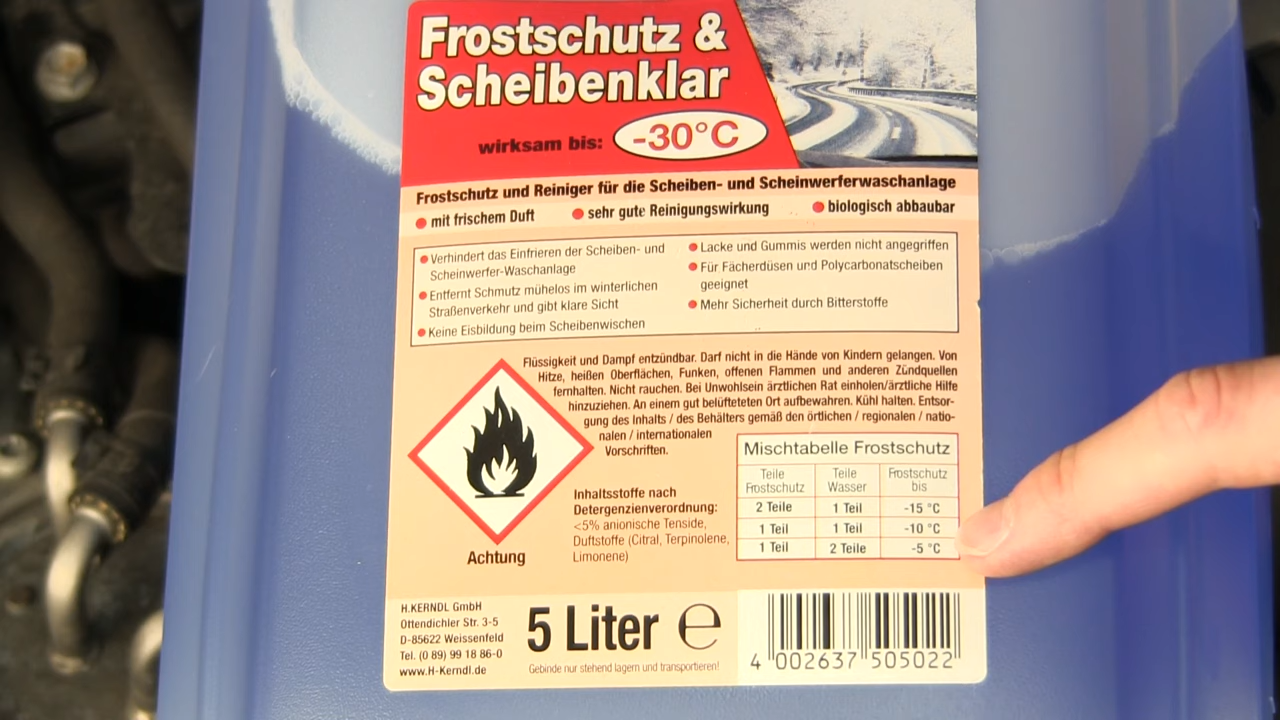 Frostschutz &
Scheibenklar
wirksam bis: -30°C
Frostschutz und Reiniger für die Scheiben- und Scheinwerferwaschanlage
mit frischem Duft
sehr gute Reinigungswirkung
biologisch abbaubar
Verhindert das Einfrieren der Scheiben- und
Scheinwerfer-Waschanlage
Entfernt Schmutz mühelos im winterlichen
Straßenverkehr und gibt klare Sicht
Keine Eisbildung beim Scheibenwischen
Lacke und Gummis werden nicht angegriffen
Für Fächerdüsen und Polycarbonatscheiben
geeignet
Mehr Sicherheit durch Bitterstoffe
Flüssigkeit und Dampf entzündbar. Darf nicht in die Hände von Kindern gelangen. Von
Hitze, heißen Oberflächen, Funken, offenen Flammen und anderen Zündquellen
fernhalten. Nicht rauchen. Bei Unwohlsein ärztlichen Rat einholen/ärztliche Hilfe
hinzuziehen. An einem gut belüfteteten Ort aufbewahren. Kühl halten. Entsor-
gung des Inhalts / des Behälters gemäß den örtlichen / regionalen / natio-
nalen / internationalen
Vorschriften.
Achtung
Inhaltsstoffe nach
Detergenzienverordnung:
<5% anionische Tenside,
Duftstoffe (Citral, Terpinolene,
Limonene)
Mischtabelle Frostschutz
Teile Frostschutz Teile Wasser Frostschutz bis
2 Teile 1 Teil -15 °C
1 Teil 1 Teil -10 °C
1 Teil 2 Teile -5 °C
H.KERNDL GmbH
Ottendichler Str. 3-5
D-85622 Weissenfeld
Tel. (0 89) 99 18 86-0
www.H-Kerndl.de
5 Liter ℮
Gebinde nur stehend lagern und transportieren!
4 002637 505022